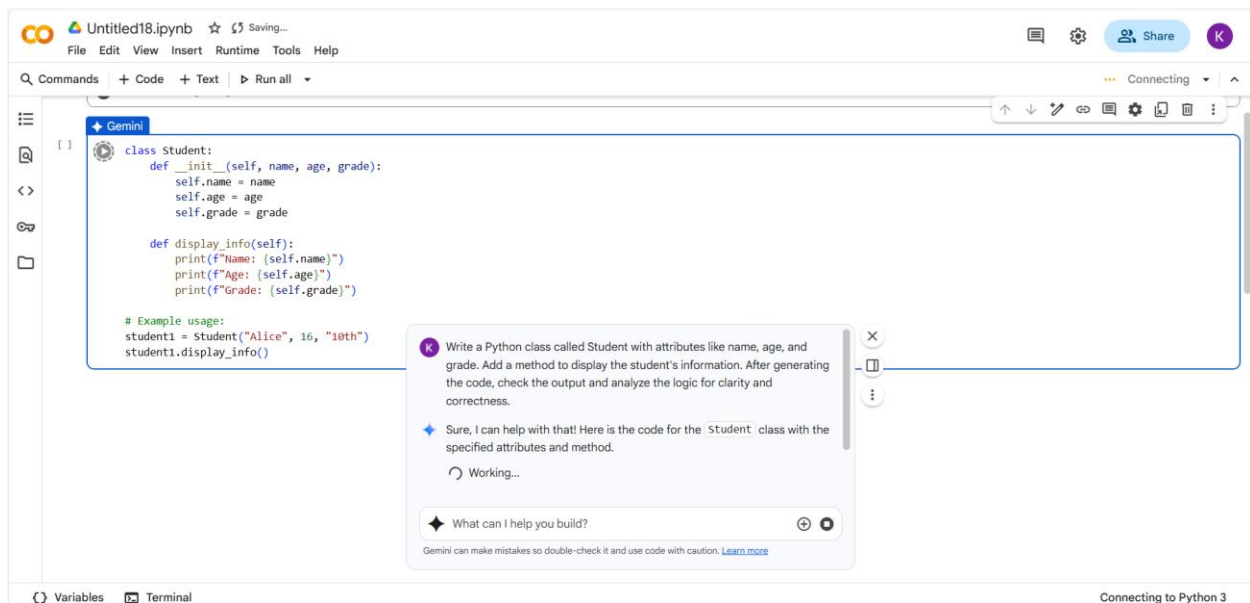 Untitled18.ipynb Saving...
File Edit View Insert Runtime Tools Help
Share
K
Commands + Code + Text Run all
Connecting
Gemini
[ ]
class Student:
    def __init__(self, name, age, grade):
        self.name = name
        self.age = age
        self.grade = grade
    def display_info(self):
        print(f"Name: {self.name}")
        print(f"Age: {self.age}")
        print(f"Grade: {self.grade}")
# Example usage:
student1 = Student("Alice", 16, "10th")
student1.display_info()
K
Write a Python class called Student with attributes like name, age, and
grade. Add a method to display the student's information. After generating
the code, check the output and analyze the logic for clarity and
correctness.
Sure, I can help with that! Here is the code for the Student class with the
specified attributes and method.
Working...
What can I help you build?
Gemini can make mistakes so double-check it and use code with caution. Learn more
{} Variables Terminal
Connecting to Python 3